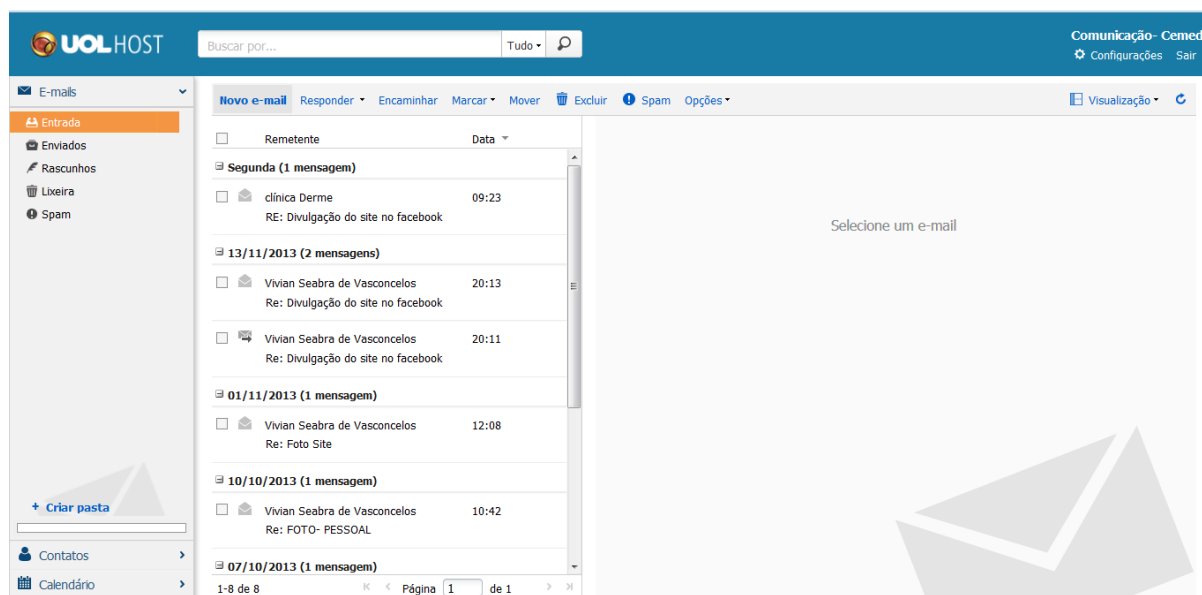 UOL HOST
Buscar por...
Tudo
Comunicação- Cemed
Configurações Sair
E-mails
Entrada
Enviados
Rascunhos
Lixeira
Spam
+ Criar pasta
Contatos
Calendário
Novo e-mail Responder Encaminhar Marcar Mover Excluir Spam Opções
Visualização
Remetente Data
Segunda (1 mensagem)
clínica Derme 09:23
RE: Divulgação do site no facebook
13/11/2013 (2 mensagens)
Vivian Seabra de Vasconcelos 20:13
Re: Divulgação do site no facebook
Vivian Seabra de Vasconcelos 20:11
Re: Divulgação do site no facebook
01/11/2013 (1 mensagem)
Vivian Seabra de Vasconcelos 12:08
Re: Foto Site
10/10/2013 (1 mensagem)
Vivian Seabra de Vasconcelos 10:42
Re: FOTO- PESSOAL
07/10/2013 (1 mensagem)
1-8 de 8 Página 1 de 1
Selecione um e-mail